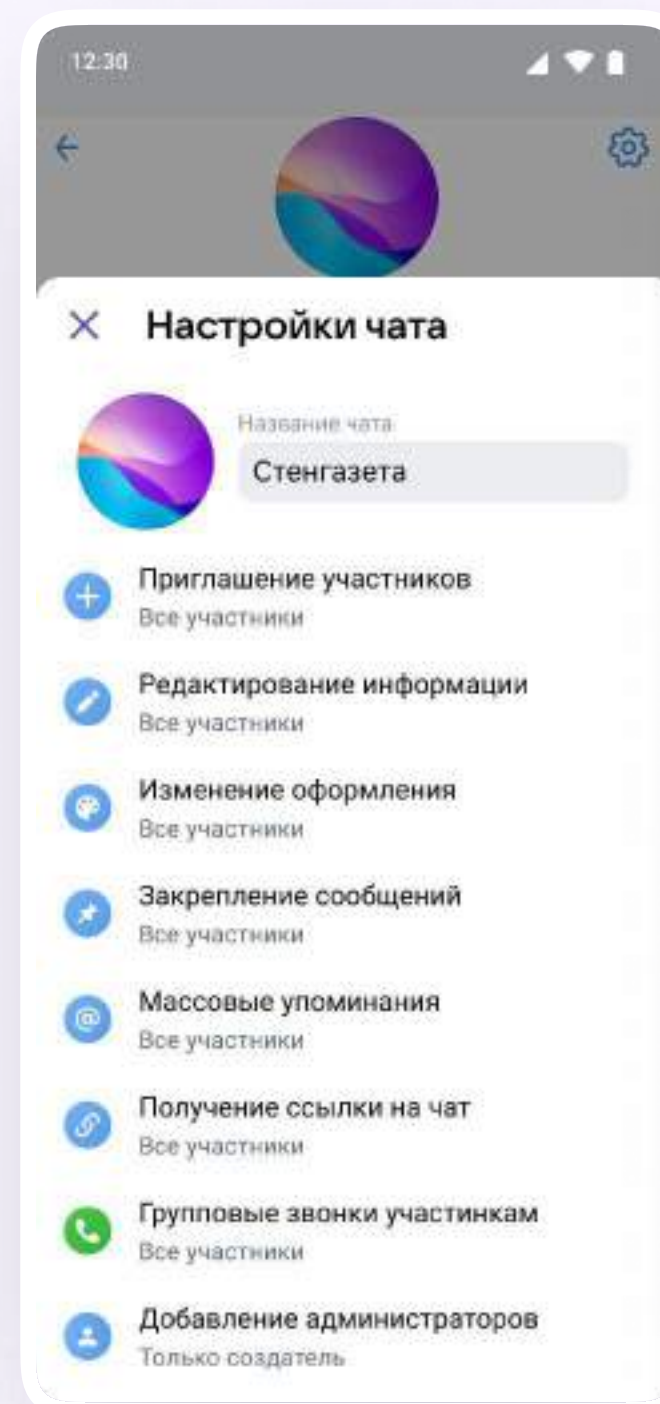 12:30
Настройки чата
Название чата
Стенгазета
Приглашение участников
Все участники
Редактирование информации
Все участники
Изменение оформления
Все участники
Закрепление сообщений
Все участники
Массовые упоминания
Все участники
Получение ссылки на чат
Все участники
Групповые звонки участинкам
Все участники
Добавление администраторов
Только создатель